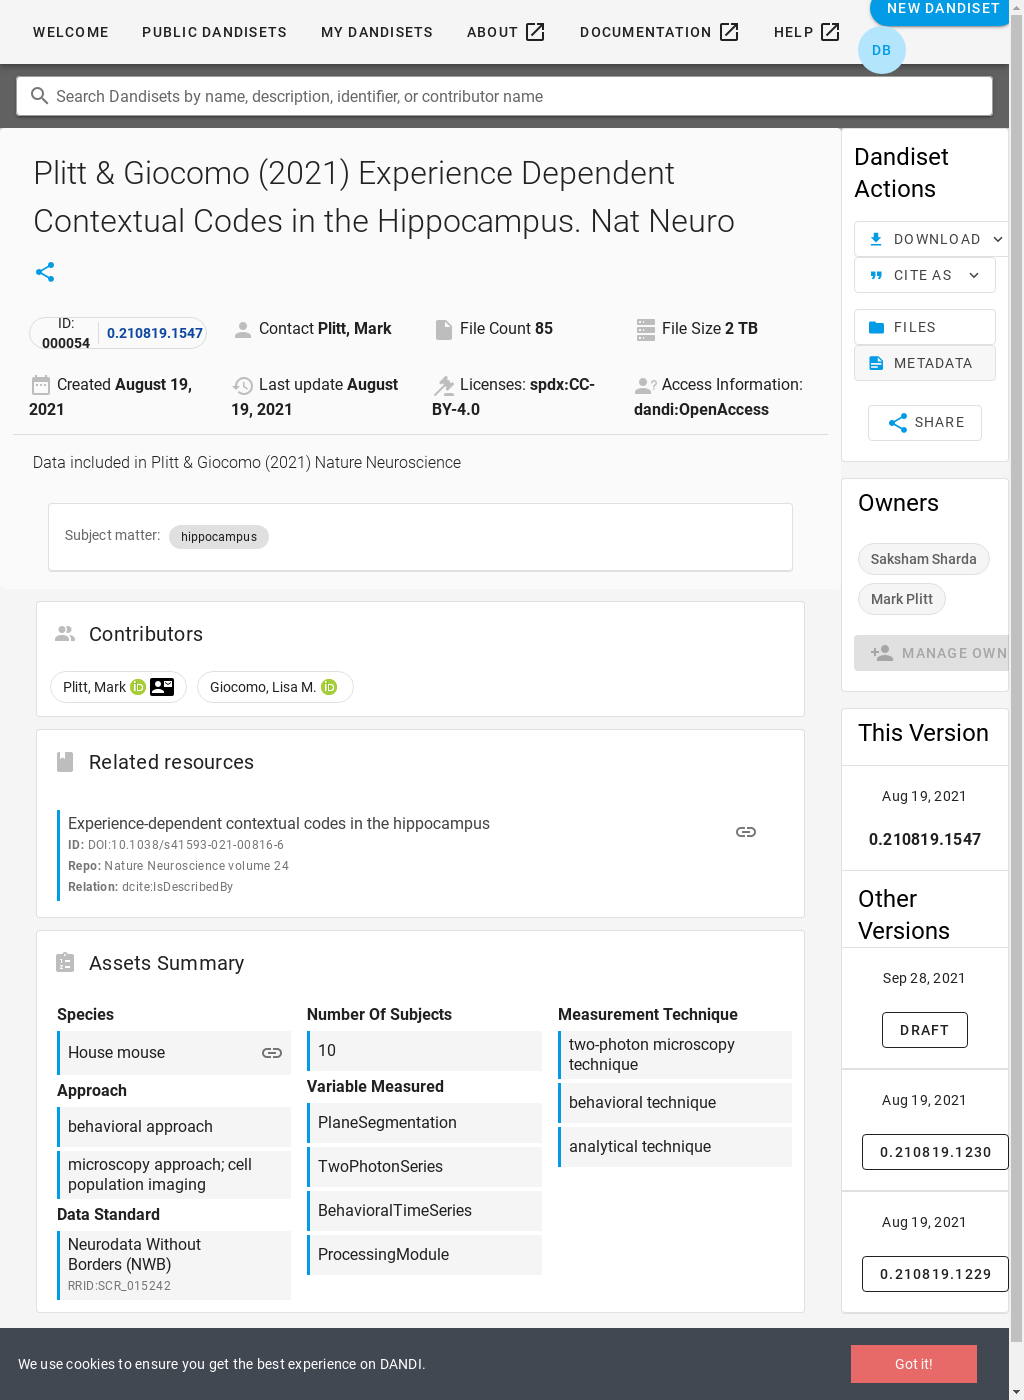 WELCOME PUBLIC DANDISETS MY DANDISETS ABOUT DOCUMENTATION HELP NEW DANDISET
DB
Search Dandisets by name, description, identifier, or contributor name
Plitt & Giocomo (2021) Experience Dependent
Contextual Codes in the Hippocampus. Nat Neuro
ID:
000054
0.210819.1547
Contact Plitt, Mark
File Count 85
File Size 2 TB
Created August 19,
2021
Last update August
19, 2021
Licenses: spdx:CC-
BY-4.0
Access Information:
dandi:OpenAccess
Data included in Plitt & Giocomo (2021) Nature Neuroscience
Subject matter: hippocampus
Contributors
Plitt, Mark iD
Giocomo, Lisa M. iD
Related resources
Experience-dependent contextual codes in the hippocampus
ID: DOI:10.1038/s41593-021-00816-6
Repo: Nature Neuroscience volume 24
Relation: dcite:IsDescribedBy
Assets Summary
Species
House mouse
Approach
behavioral approach
microscopy approach; cell
population imaging
Data Standard
Neurodata Without
Borders (NWB)
RRID:SCR_015242
Number Of Subjects
10
Variable Measured
PlaneSegmentation
TwoPhotonSeries
BehavioralTimeSeries
ProcessingModule
Measurement Technique
two-photon microscopy
technique
behavioral technique
analytical technique
Dandiset
Actions
DOWNLOAD
CITE AS
FILES
METADATA
SHARE
Owners
Saksham Sharda
Mark Plitt
MANAGE OWN
This Version
Aug 19, 2021
0.210819.1547
Other
Versions
Sep 28, 2021
DRAFT
Aug 19, 2021
0.210819.1230
Aug 19, 2021
0.210819.1229
We use cookies to ensure you get the best experience on DANDI.
Got it!